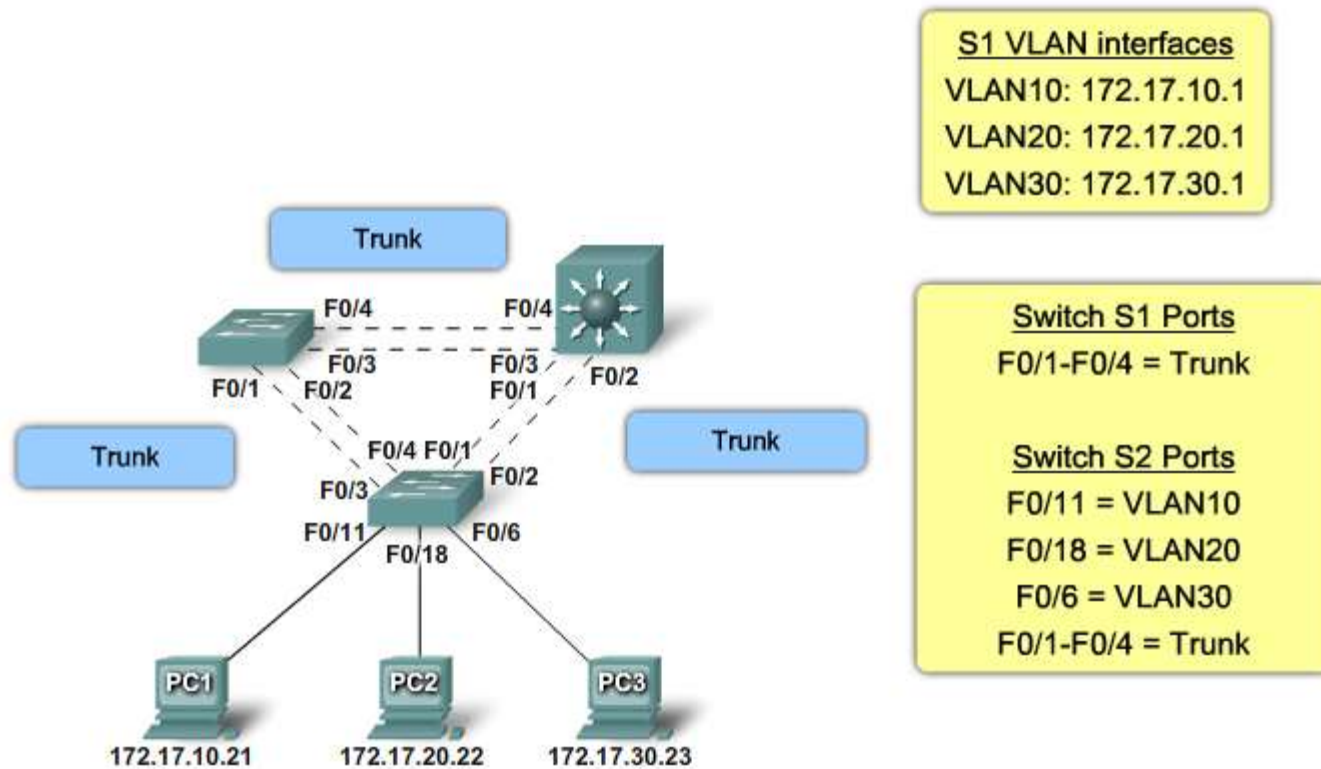 S1 VLAN interfaces
VLAN10: 172.17.10.1
VLAN20: 172.17.20.1
VLAN30: 172.17.30.1
Trunk
F0/4
F0/4
F0/3
F0/3
F0/1
F0/2
F0/1
F0/2
Trunk
Trunk
F0/4
F0/1
F0/3
F0/2
F0/11
F0/18
F0/6
PC1
PC2
PC3
172.17.10.21
172.17.20.22
172.17.30.23
Switch S1 Ports
F0/1-F0/4 = Trunk
Switch S2 Ports
F0/11 = VLAN10
F0/18 = VLAN20
F0/6 = VLAN30
F0/1-F0/4 = Trunk